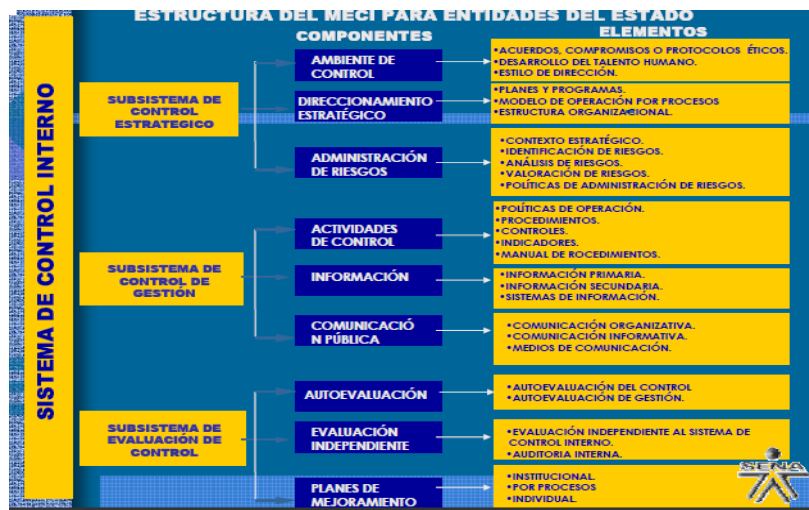 ESTRUCTURA DEL MECI PARA ENTIDADES DEL ESTADO
COMPONENTES
ELEMENTOS
SISTEMA DE CONTROL INTERNO
SUBSISTEMA DE
CONTROL
ESTRATEGICO
AMBIENTE DE
CONTROL
•ACUERDOS, COMPROMISOS O PROTOCOLOS ÉTICOS.
•DESARROLLO DEL TALENTO HUMANO.
•ESTILO DE DIRECCIÓN.
DIRECCIONAMIENTO
ESTRATÉGICO
•PLANES Y PROGRAMAS.
•MODELO DE OPERACIÓN POR PROCESOS
•ESTRUCTURA ORGANIZACIONAL.
ADMINISTRACIÓN
DE RIESGOS
•CONTEXTO ESTRATÉGICO.
•IDENTIFICACIÓN DE RIESGOS.
•ANÁLISIS DE RIESGOS.
•VALORACIÓN DE RIESGOS.
•POLÍTICAS DE ADMINISTRACIÓN DE RIESGOS.
SUBSISTEMA DE
CONTROL DE
GESTIÓN
ACTIVIDADES
DE CONTROL
•POLÍTICAS DE OPERACIÓN.
•PROCEDIMIENTOS.
•CONTROLES.
•INDICADORES.
•MANUAL DE ROCEDIMIENTOS.
INFORMACIÓN
•INFORMACIÓN PRIMARIA.
•INFORMACIÓN SECUNDARIA.
•SISTEMAS DE INFORMACIÓN.
COMUNICACIÓ
N PÚBLICA
•COMUNICACIÓN ORGANIZATIVA.
•COMUNICACIÓN INFORMATIVA.
•MEDIOS DE COMUNICACIÓN.
SUBSISTEMA DE
EVALUACIÓN DE
CONTROL
AUTOEVALUACIÓN
•AUTOEVALUACIÓN DEL CONTROL
•AUTOEVALUACIÓN DE GESTIÓN.
EVALUACIÓN
INDEPENDIENTE
•EVALUACIÓN INDEPENDIENTE AL SISTEMA DE
CONTROL INTERNO.
•AUDITORIA INTERNA.
PLANES DE
MEJORAMIENTO
•INSTITUCIONAL.
•POR PROCESOS
•INDIVIDUAL.
SENA